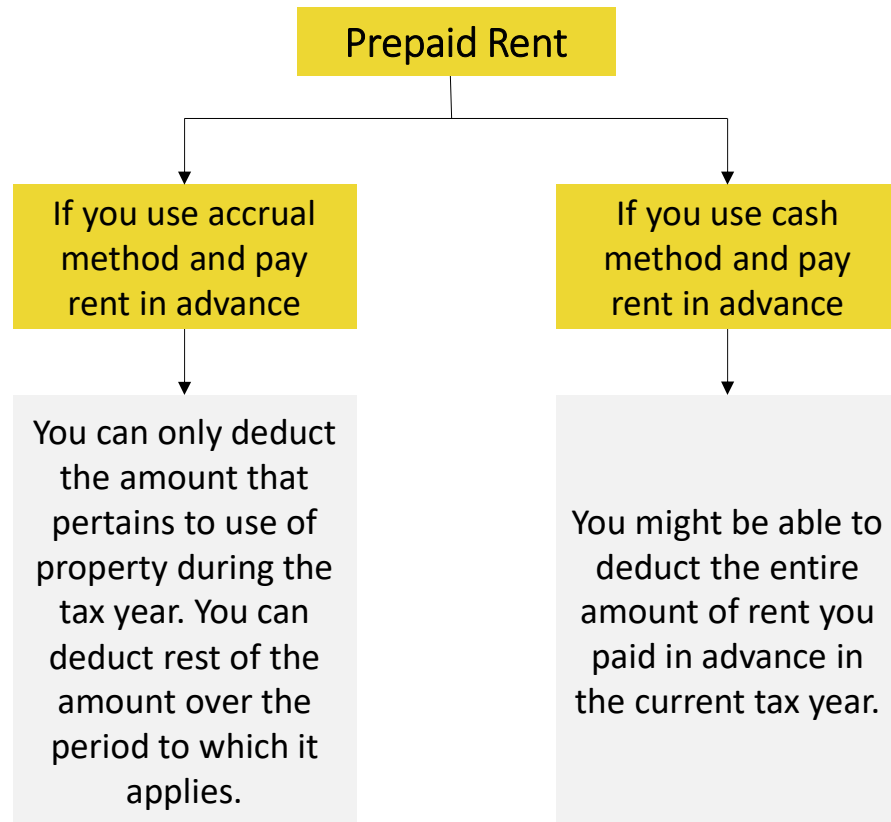 Prepaid Rent
If you use accrual
method and pay
rent in advance
If you use cash
method and pay
rent in advance
You can only deduct
the amount that
pertains to use of
property during the
tax year. You can
deduct rest of the
amount over the
period to which it
applies.
You might be able to
deduct the entire
amount of rent you
paid in advance in
the current tax year.